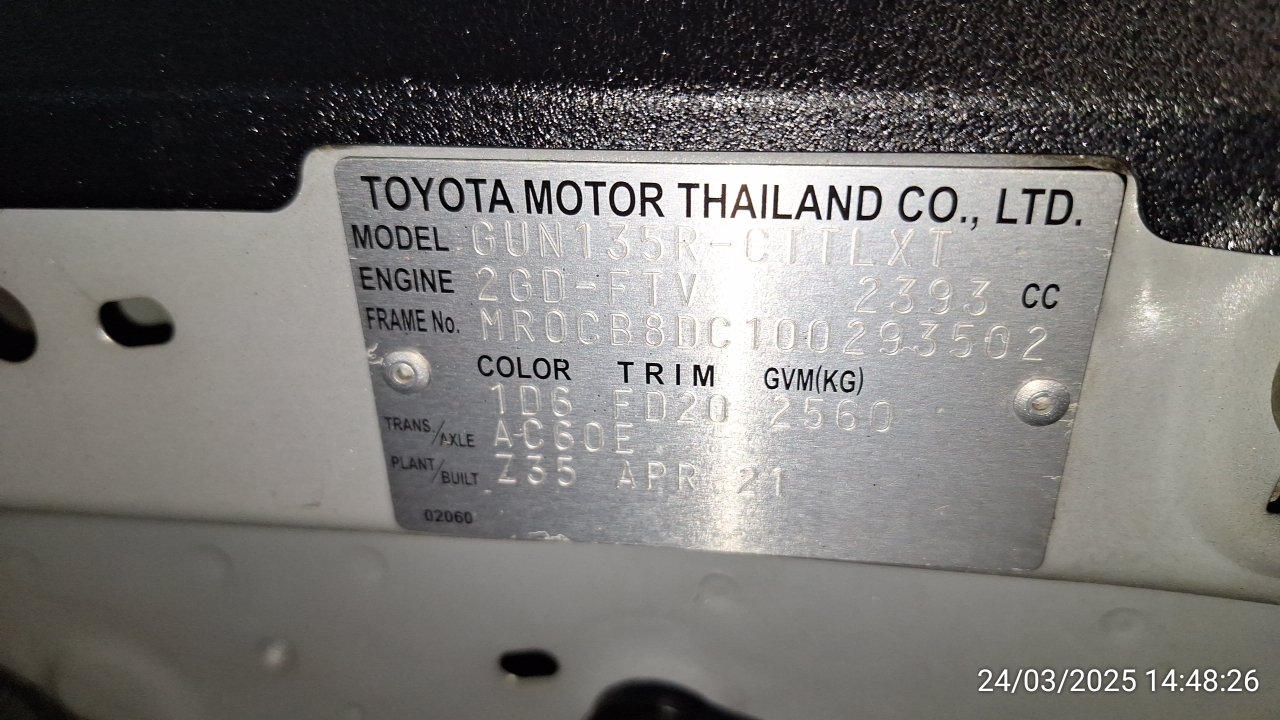 TOYOTA MOTOR THAILAND CO., LTD.
MODEL GUN135R-CTTLXT
ENGINE 2GD-FTV 2393 CC
FRAME No. MR0CB8DC100293502
COLOR TRIM GVM(KG)
1D6 FD20 2560
TRANS./AXLE AC60E
PLANT/BUILT Z35 APR 21
02060
24/03/2025 14:48:26